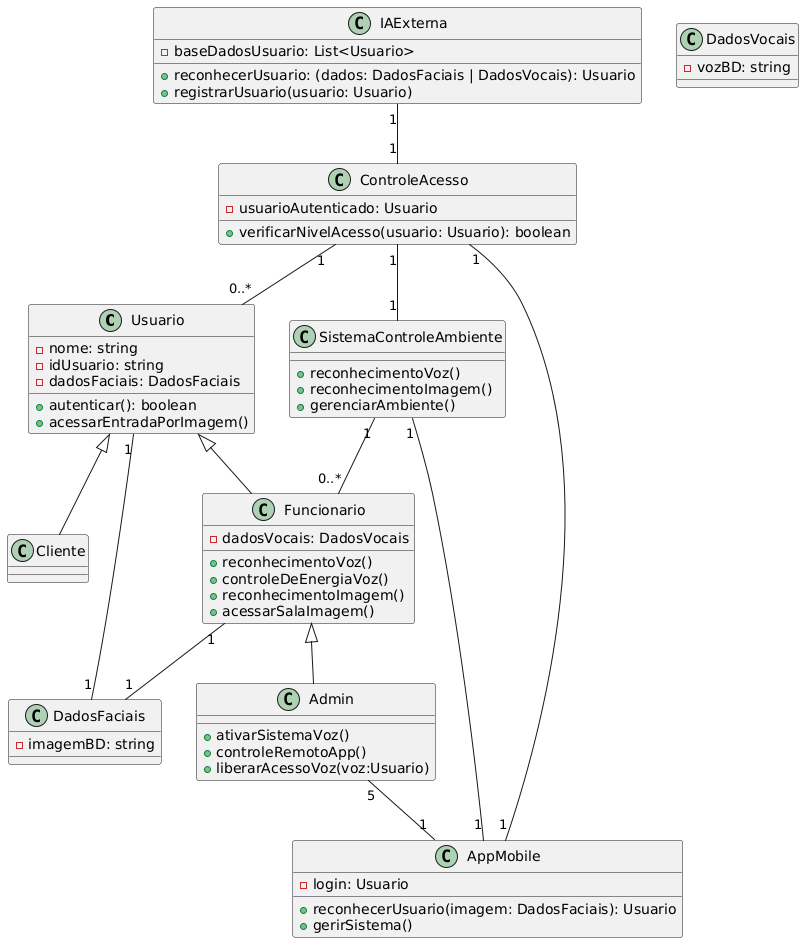 C IAExterna
baseDadosUsuario: List<Usuario>
reconhecerUsuario: (dados: DadosFaciais | DadosVocais): Usuario
registrarUsuario(usuario: Usuario)
C DadosVocais
vozBD: string
1
1
C ControleAcesso
usuarioAutenticado: Usuario
verificarNivelAcesso(usuario: Usuario): boolean
1
1
1
0..*
1
C Usuario
nome: string
idUsuario: string
dadosFaciais: DadosFaciais
autenticar(): boolean
acessarEntradaPorImagem()
C SistemaControleAmbiente
reconhecimentoVoz()
reconhecimentoImagem()
gerenciarAmbiente()
1
1
1
0..*
C Cliente
C Funcionario
dadosVocais: DadosVocais
reconhecimentoVoz()
controleDeEnergiaVoz()
reconhecimentoImagem()
acessarSalaImagem()
1
1
1
C DadosFaciais
imagemBD: string
C Admin
ativarSistemaVoz()
controleRemotoApp()
liberarAcessoVoz(voz:Usuario)
5
1
1
1
C AppMobile
login: Usuario
reconhecerUsuario(imagem: DadosFaciais): Usuario
gerirSistema()